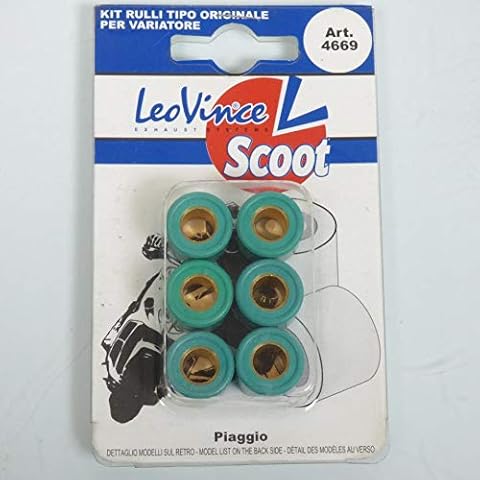 KIT RULLI TIPO ORIGINALE
PER VARIATORE
Art.
4669
LeoVince
EXHAUST SYSTEMS
Scoot
Piaggio
DETTAGLIO MODELLI SUL RETRO - MODEL LIST ON THE BACK SIDE - DÉTAIL DES MODÈLES AU VERSO